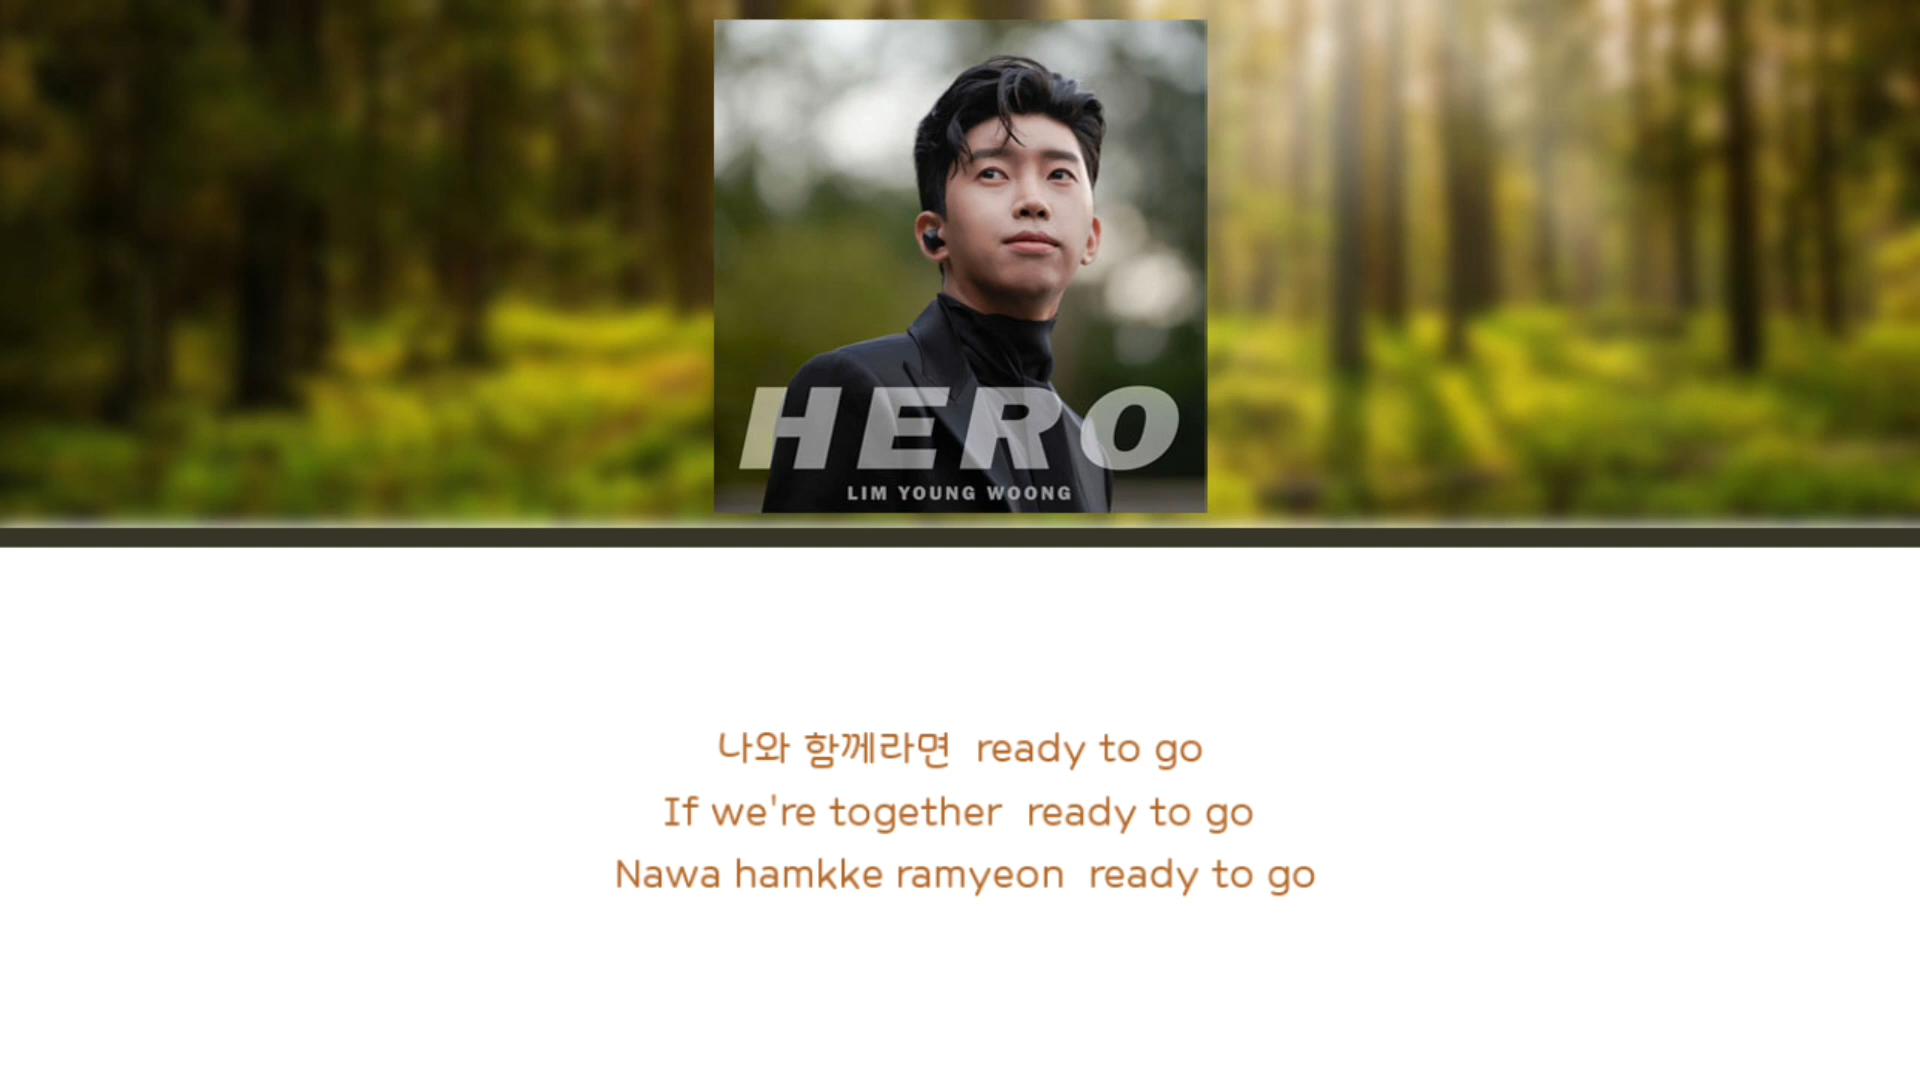 HERO
LIM YOUNG WOONG
나와 함께라면 ready to go
If we're together ready to go
Nawa hamkke ramyeon ready to go